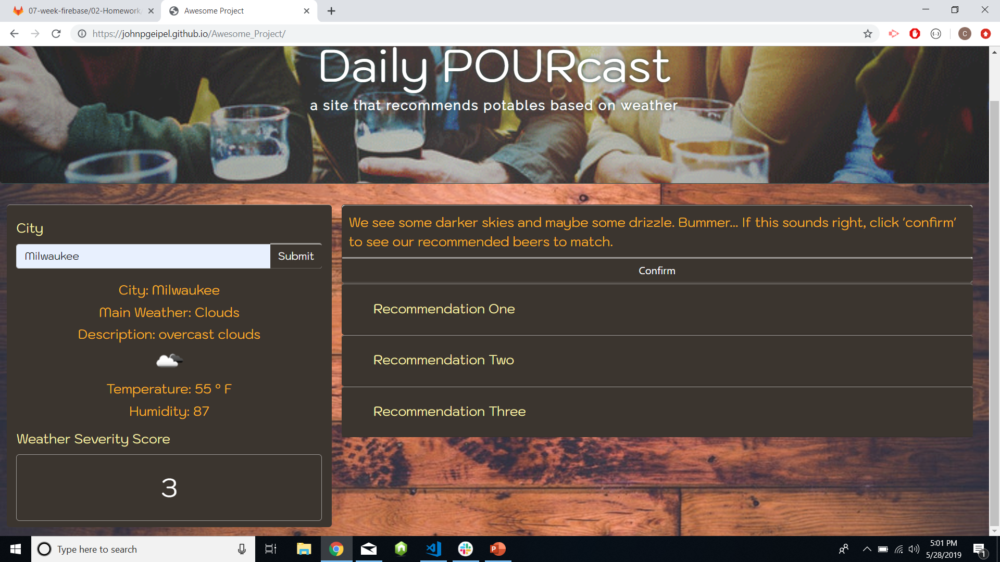 07-week-firebase/02-Homework
Awesome Project
https://johnpgeipel.github.io/Awesome_Project/
C
Daily POURcast
a site that recommends potables based on weather
City
Milwaukee
Submit
City: Milwaukee
Main Weather: Clouds
Description: overcast clouds
Temperature: 55 ° F
Humidity: 87
Weather Severity Score
3
We see some darker skies and maybe some drizzle. Bummer... If this sounds right, click 'confirm'
to see our recommended beers to match.
Confirm
Recommendation One
Recommendation Two
Recommendation Three
Type here to search
5:01 PM
5/28/2019
1